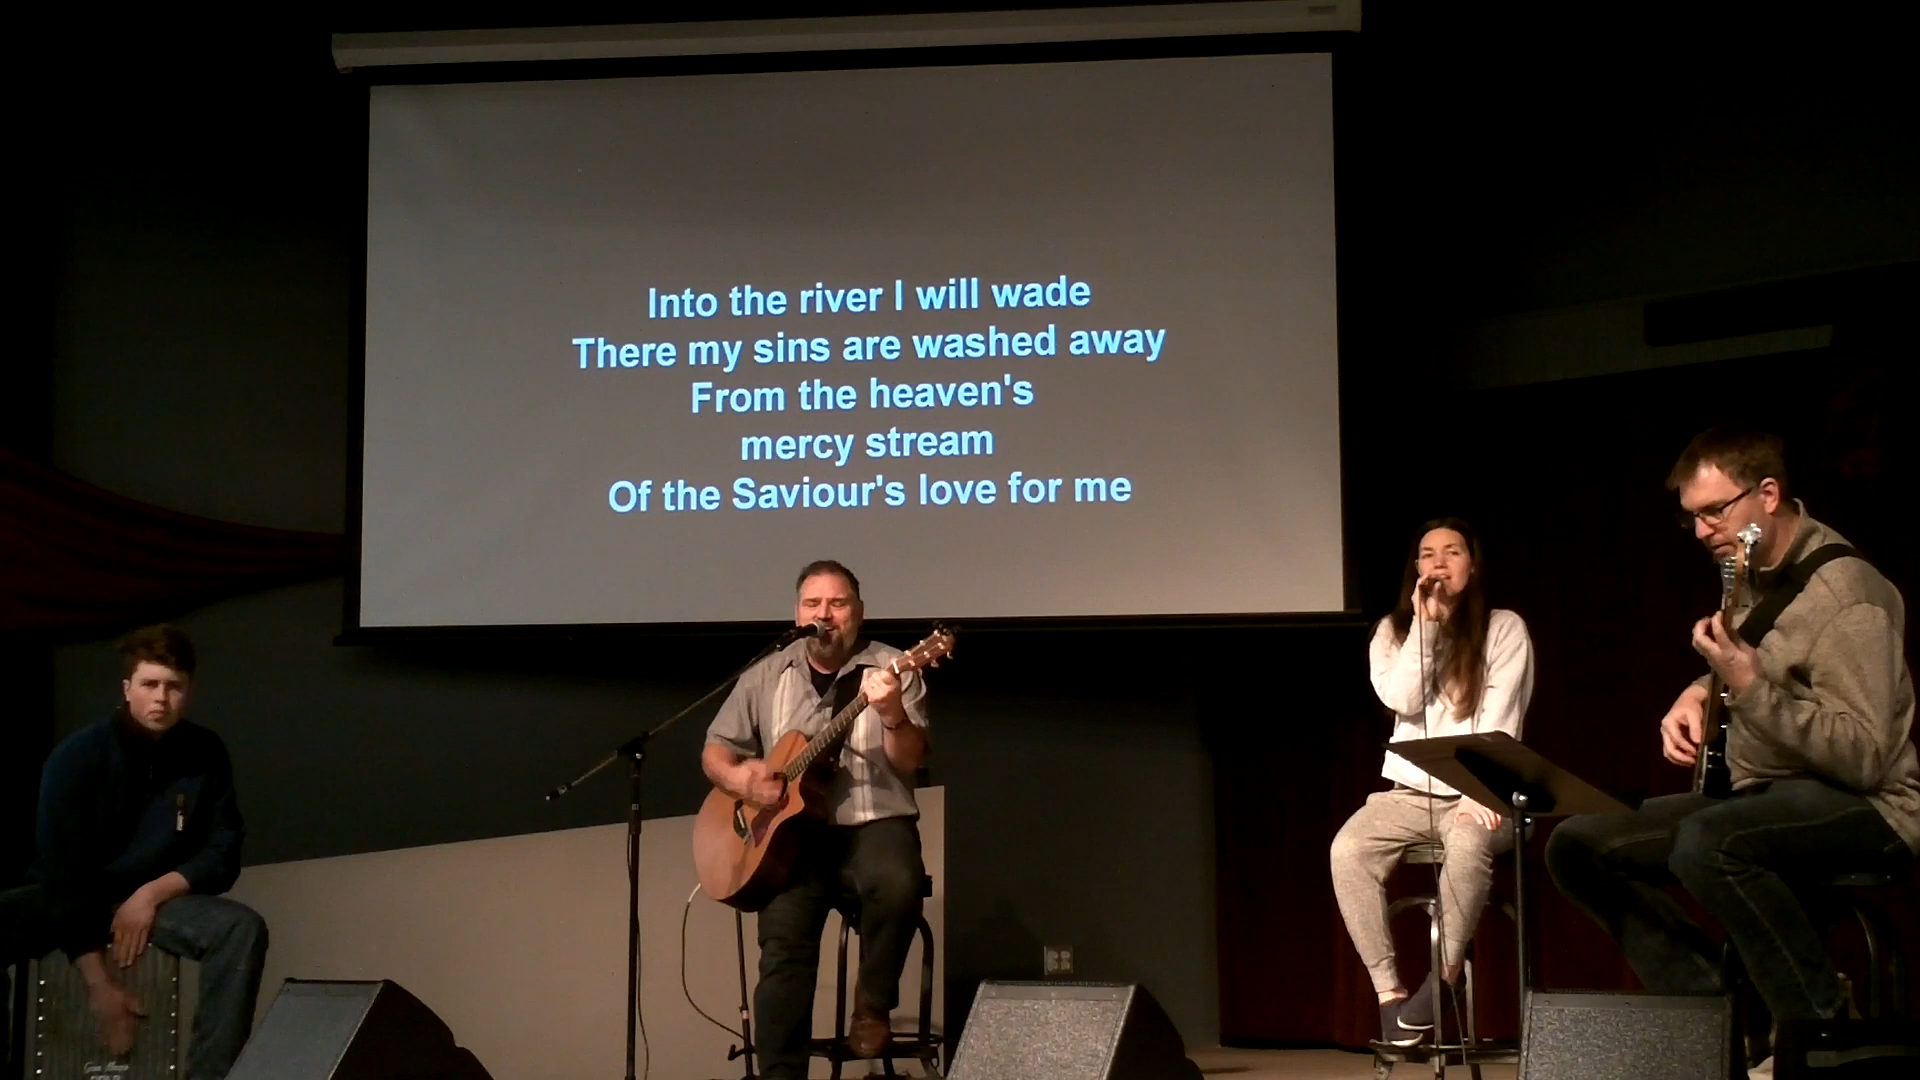 Into the river I will wade
There my sins are washed away
From the heaven's
mercy stream
Of the Saviour's love for me